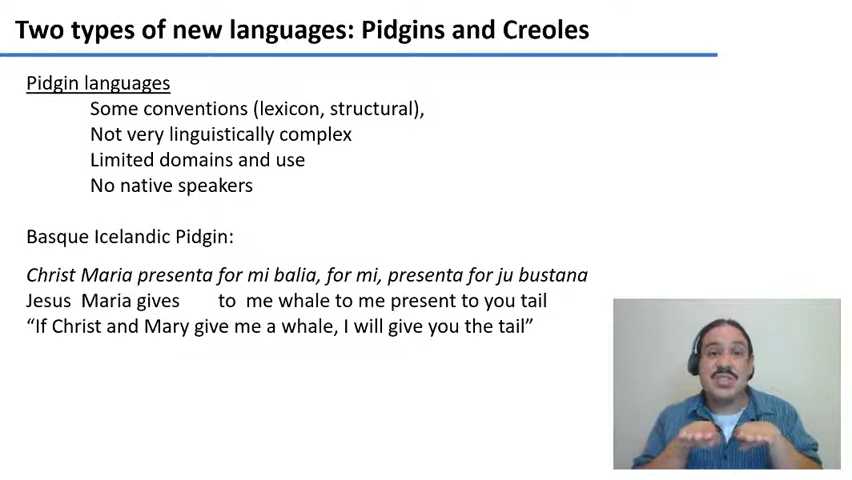 Two types of new languages: Pidgins and Creoles
Pidgin languages
Some conventions (lexicon, structural),
Not very linguistically complex
Limited domains and use
No native speakers
Basque Icelandic Pidgin:
Christ Maria presenta for mi balia, for mi, presenta for ju bustana
Jesus Maria gives to me whale to me present to you tail
“If Christ and Mary give me a whale, I will give you the tail”